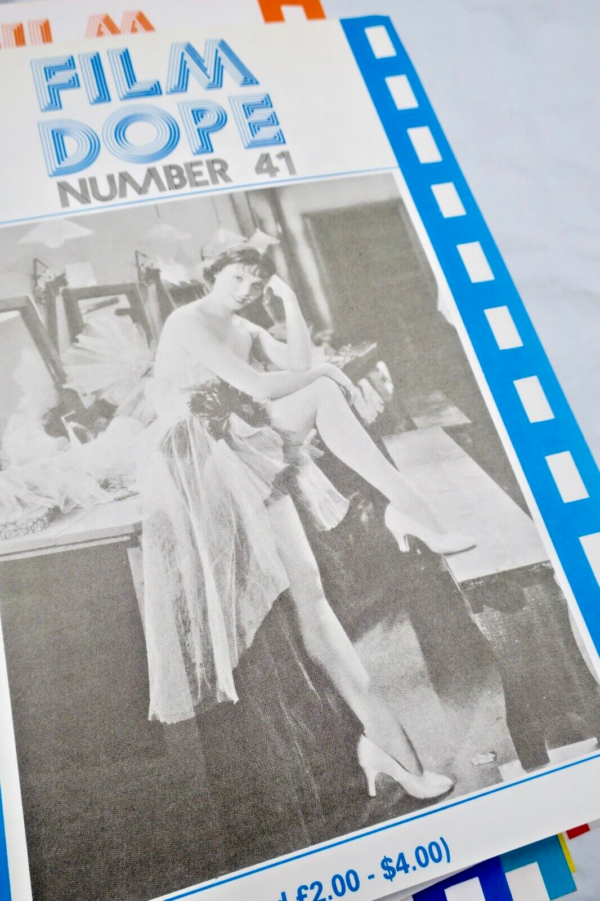 FILM
DOPE
NUMBER 41
£2.00 - $4.00)